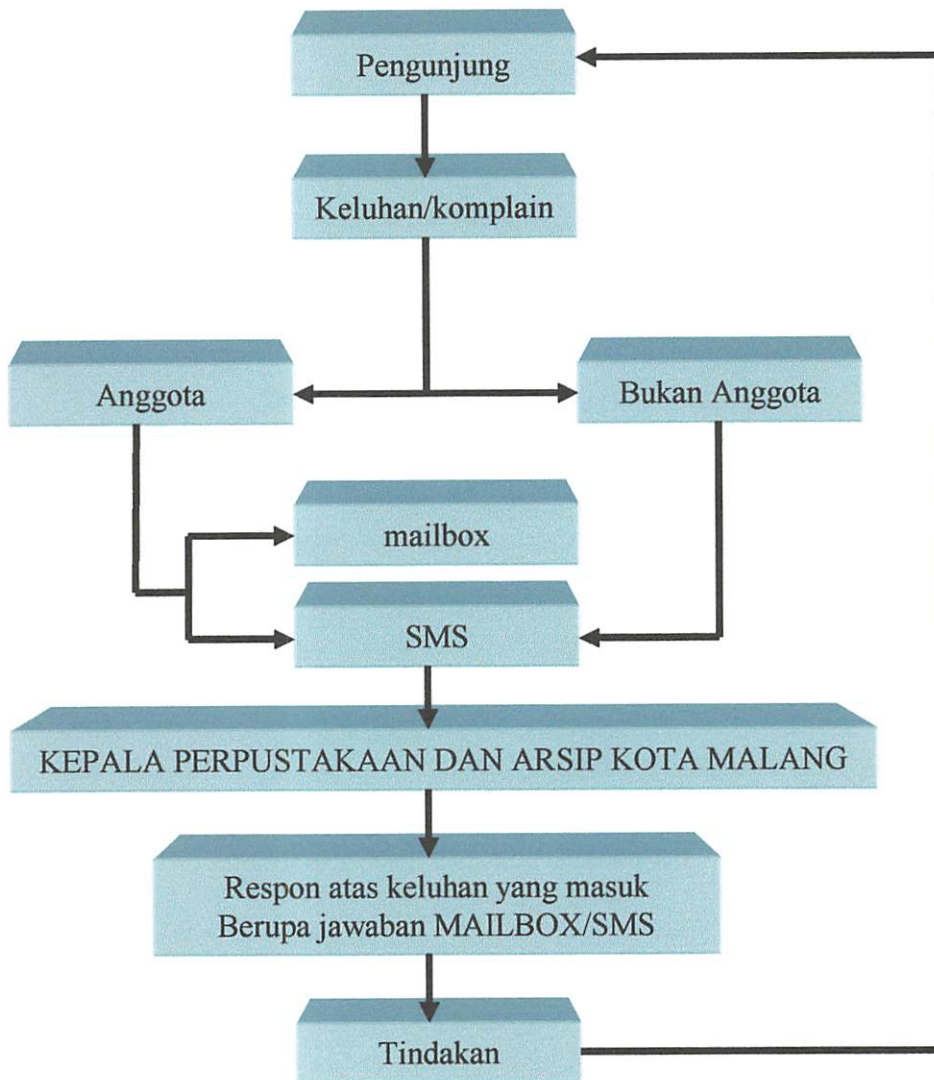 Pengunjung
Keluhan/komplain
Anggota
Bukan Anggota
mailbox
SMS
KEPALA PERPUSTAKAAN DAN ARSIP KOTA MALANG
Respon atas keluhan yang masuk
Berupa jawaban MAILBOX/SMS
Tindakan